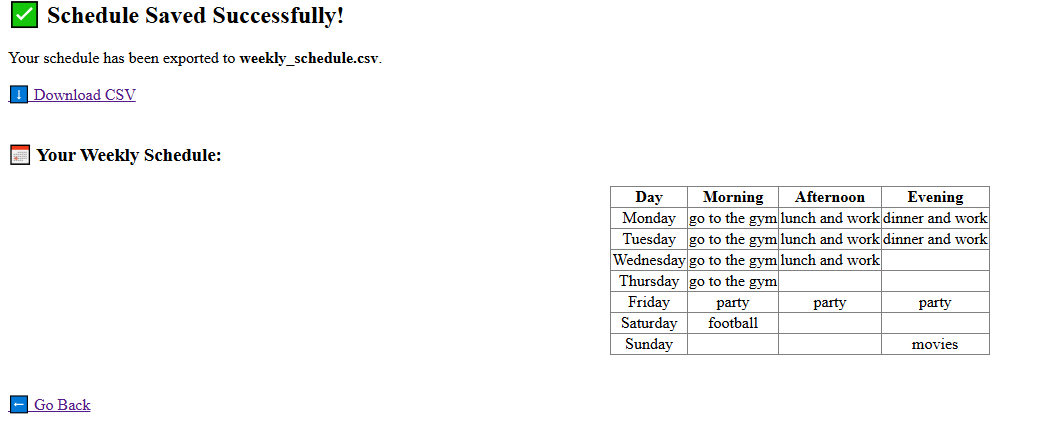 Schedule Saved Successfully!
Your schedule has been exported to weekly_schedule.csv.
Download CSV
Your Weekly Schedule:
Day Morning Afternoon Evening
Monday go to the gym lunch and work dinner and work
Tuesday go to the gym lunch and work dinner and work
Wednesday go to the gym lunch and work
Thursday go to the gym
Friday party party party
Saturday football
Sunday movies
Go Back